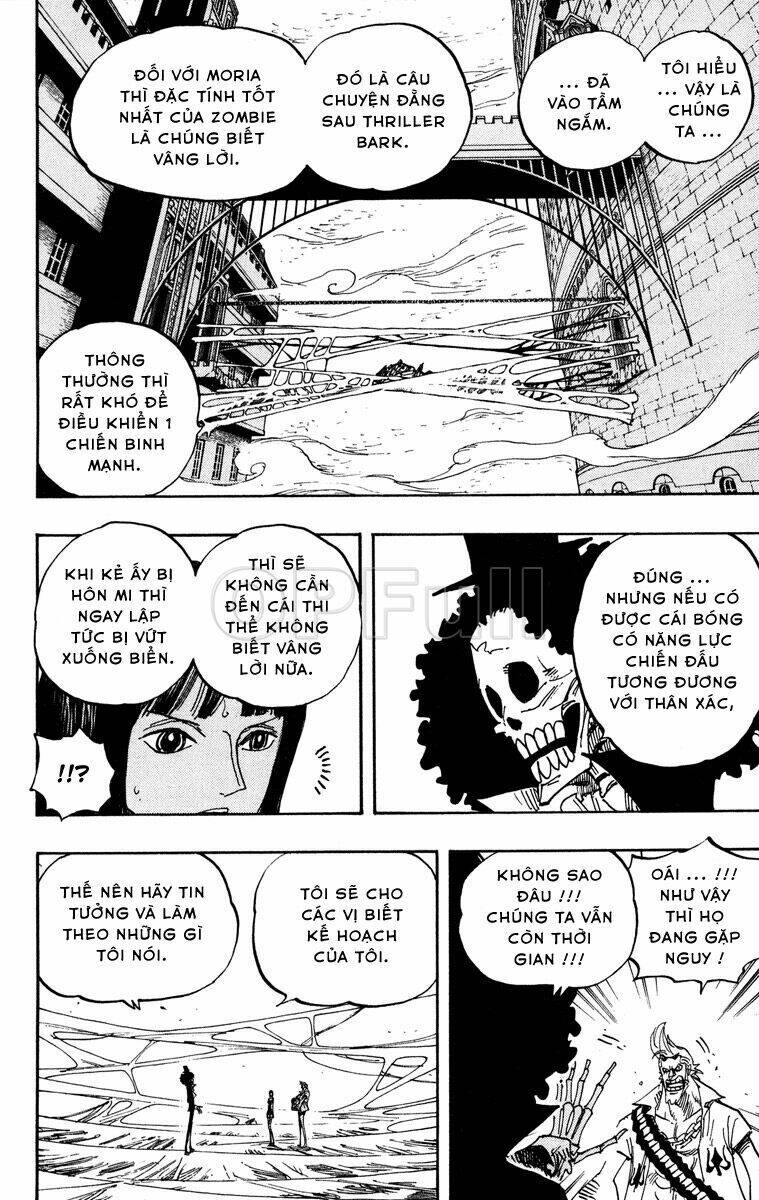 TÔI HIỂU
... VẬY LÀ
CHÚNG
TA ...
... ĐÃ
VÀO TẦM
NGẮM.
ĐÓ LÀ CÂU
CHUYỆN ĐẰNG
SAU THRILLER
BARK.
ĐỐI VỚI MORIA
THÌ ĐẶC TÍNH TỐT
NHẤT CỦA ZOMBIE
LÀ CHÚNG BIẾT
VÂNG LỜI.
THÔNG
THƯỜNG THÌ
RẤT KHÓ ĐỂ
ĐIỀU KHIỂN 1
CHIẾN BINH
MẠNH.
ĐÚNG ...
NHƯNG NẾU CÓ
ĐƯỢC CÁI BÓNG
CÓ NĂNG LỰC
CHIẾN ĐẤU
TƯƠNG ĐƯƠNG
VỚI THÂN XÁC,
THÌ SẼ
KHÔNG CẦN
ĐẾN CÁI THI
THỂ KHÔNG
BIẾT VÂNG
LỜI NỮA.
KHI KẺ ẤY BỊ
HÔN MI THÌ
NGAY LẬP
TỨC BỊ VỨT
XUỐNG BIỂN.
!!?
OPFull
OÁI ... !!!
NHƯ VẬY
THÌ HỌ
ĐANG GẶP
NGUY !
KHÔNG SAO
ĐÂU !!!
CHÚNG TA VẪN
CÒN THỜI
GIAN !!!
TÔI SẼ CHO
CÁC VỊ BIẾT
KẾ HOẠCH
CỦA TÔI.
THẾ NÊN HÃY TIN
TƯỞNG VÀ LÀM
THEO NHỮNG GÌ
TÔI NÓI.